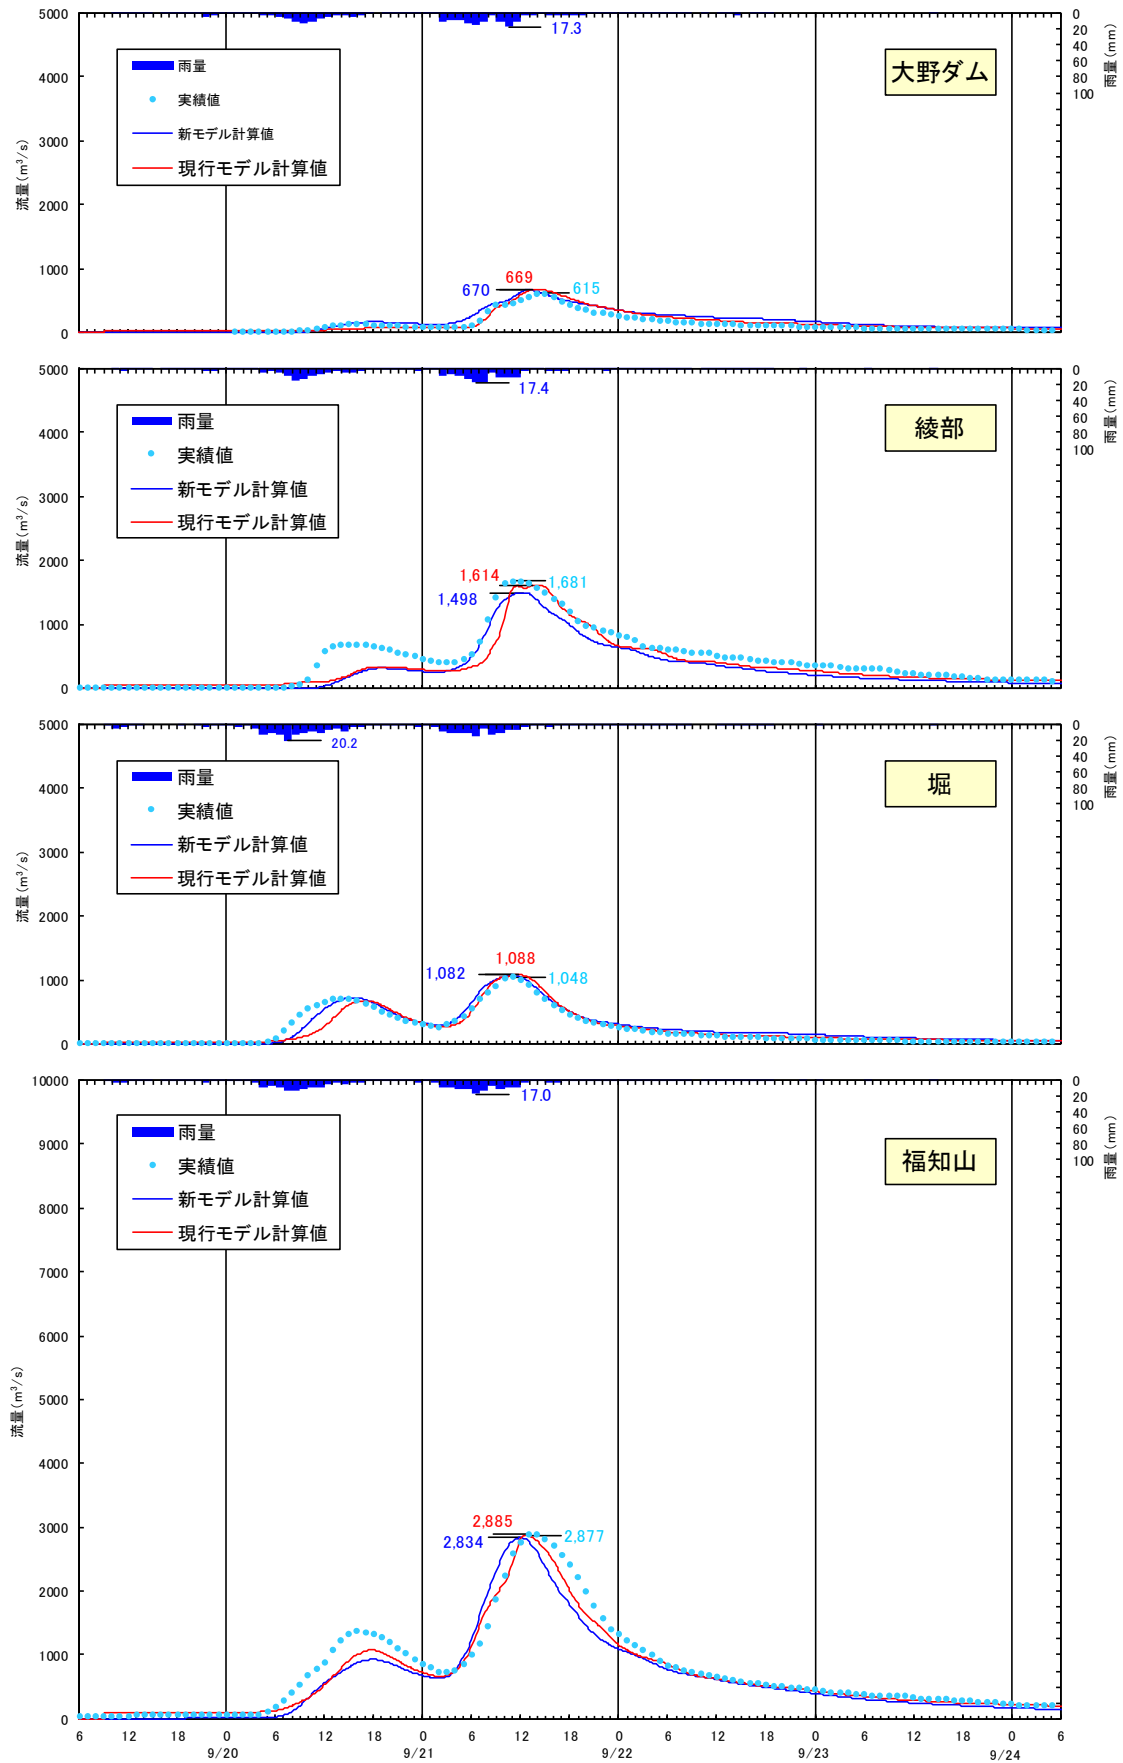 5000
4000
3000
2000
1000
0
流量(m³/s)
雨量
実績値
新モデル計算値
現行モデル計算値
17.3
大野ダム
0
20
40
60
80
100
雨量(mm)
670
669
615
5000
4000
3000
2000
1000
0
流量(m³/s)
雨量
実績値
新モデル計算値
現行モデル計算値
17.4
綾部
0
20
40
60
80
100
雨量(mm)
1,614
1,681
1,498
5000
4000
3000
2000
1000
0
流量(m³/s)
雨量
実績値
新モデル計算値
現行モデル計算値
20.2
堀
0
20
40
60
80
100
雨量(mm)
1,082
1,088
1,048
10000
9000
8000
7000
6000
5000
4000
3000
2000
1000
0
流量(m³/s)
雨量
実績値
新モデル計算値
現行モデル計算値
17.0
福知山
0
20
40
60
80
100
雨量(mm)
2,885
2,834
2,877
6 12 18 0 6 12 18 0 6 12 18 0 6 12 18 0 6 12 18 0 6
9/20 9/21 9/22 9/23 9/24